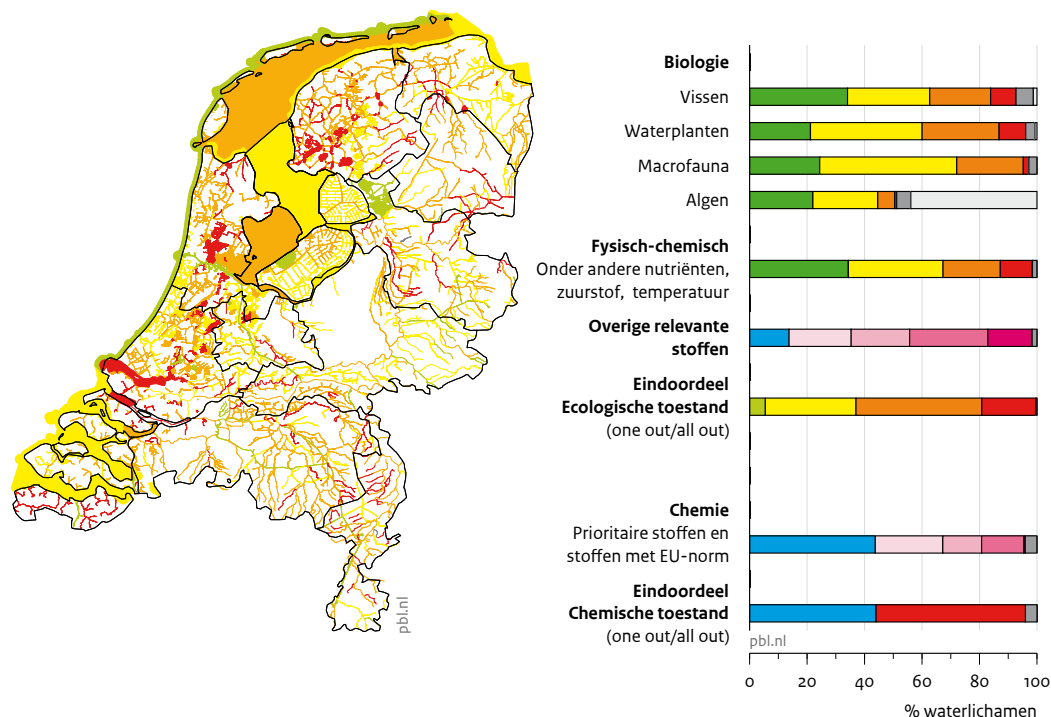 Biologie
Vissen
Waterplanten
Macrofauna
Algen
Fysisch-chemisch
Onder andere nutriënten,
zuurstof, temperatuur
Overige relevante
stoffen
Eindoordeel
Ecologische toestand
(one out/all out)
Chemie
Prioritaire stoffen en
stoffen met EU-norm
Eindoordeel
Chemische toestand
(one out/all out)
pbl.nl
pbl.nl
0 20 40 60 80 100
% waterlichamen